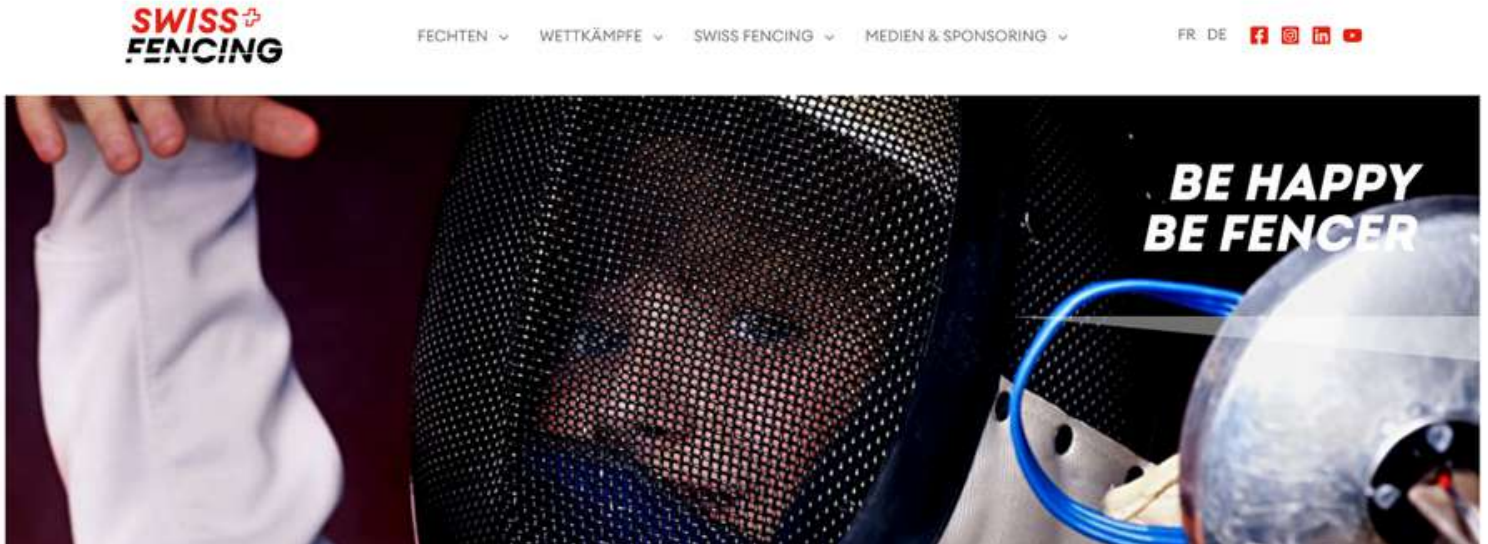 SWISS
FENCING
FECHTEN
WETTKÄMPFE
SWISS FENCING
MEDIEN & SPONSORING
FR DE
BE HAPPY
BE FENCER